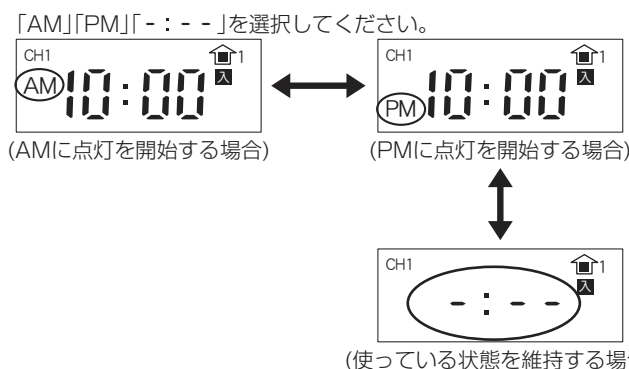 「AM」「PM」「-:--」を選択してください。
CH1 1
AM 10:00 入
(AMに点灯を開始する場合)
CH1 1
PM 10:00 入
(PMに点灯を開始する場合)
CH1 1
-:-- 入
(使っている状態を維持する場